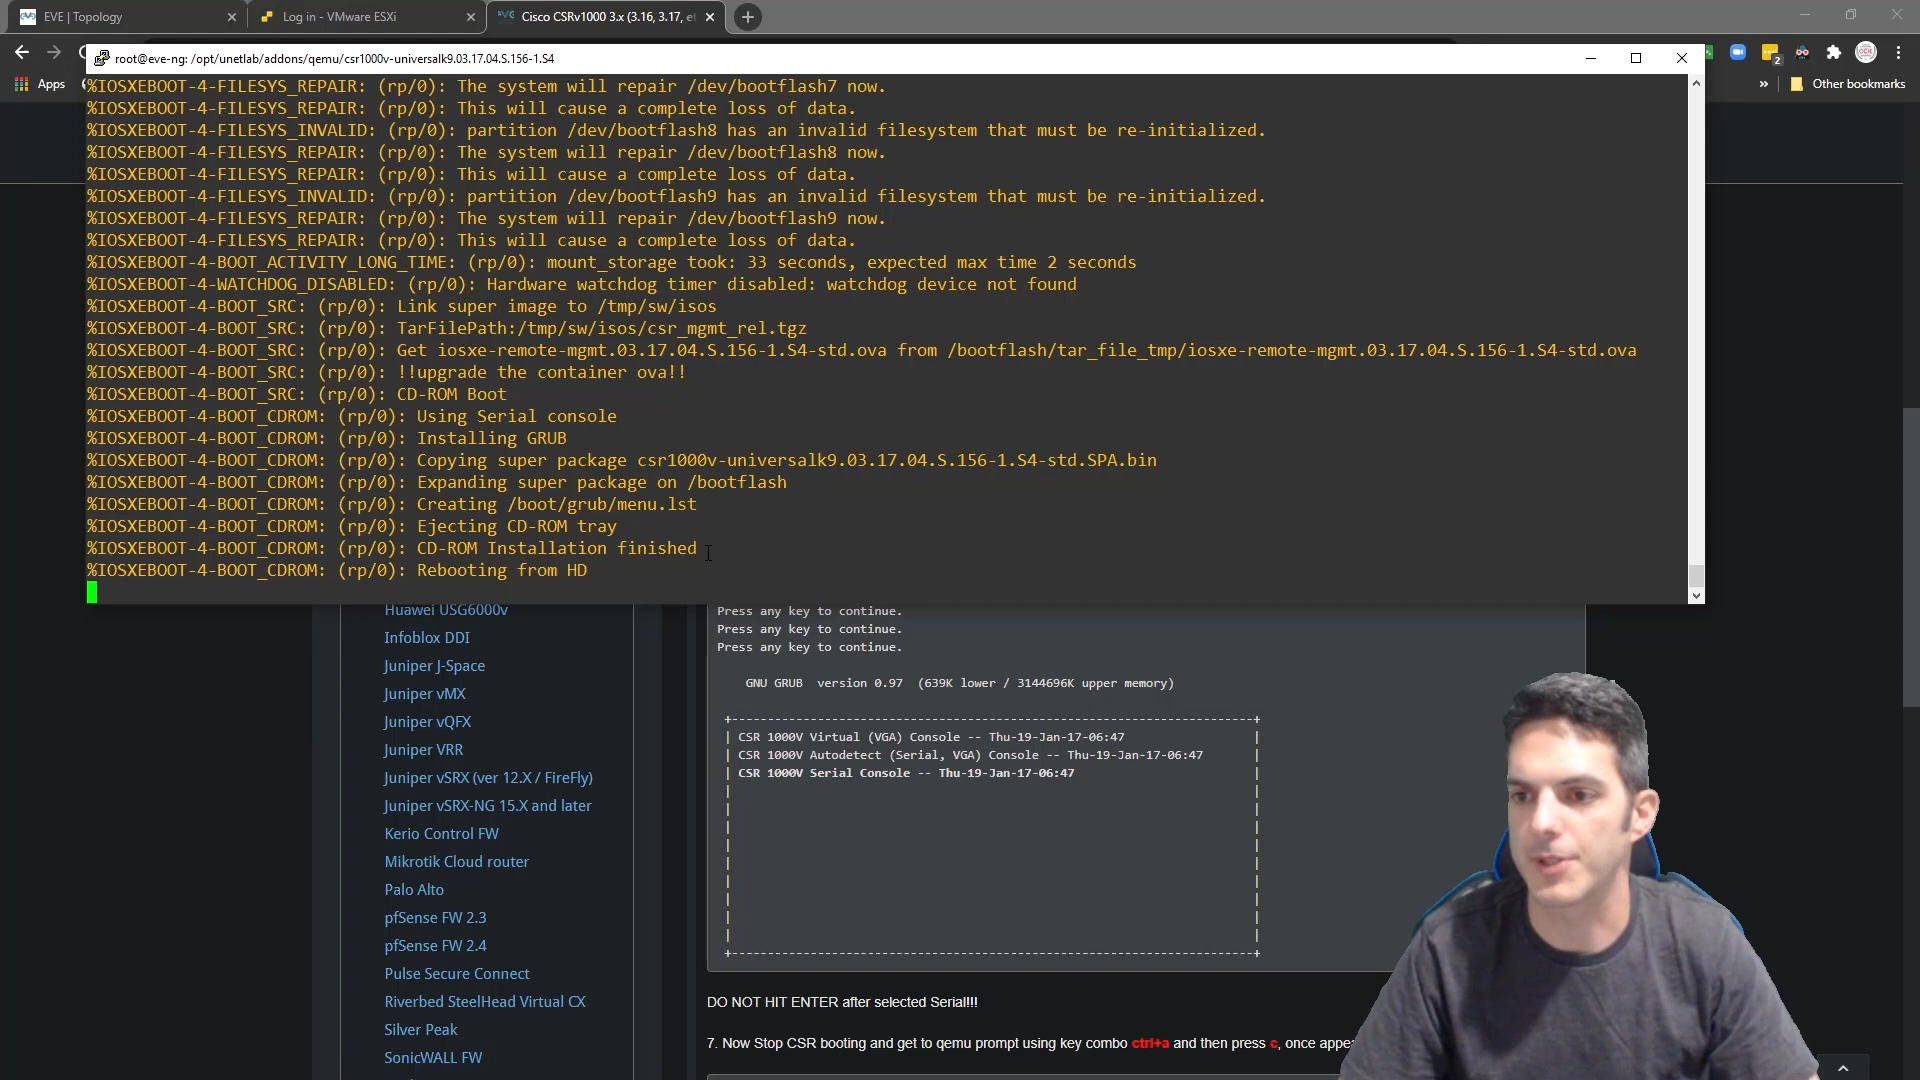 EVE | Topology
Log in - VMware ESXi
Cisco CSRv1000 3.x (3.16, 3.17, et
root@eve-ng: /opt/unetlab/addons/qemu/csr1000v-universalk9.03.17.04.S.156-1.S4
2
Apps
Other bookmarks
%IOSXEBOOT-4-FILESYS_REPAIR: (rp/0): The system will repair /dev/bootflash7 now.
%IOSXEBOOT-4-FILESYS_REPAIR: (rp/0): This will cause a complete loss of data.
%IOSXEBOOT-4-FILESYS_INVALID: (rp/0): partition /dev/bootflash8 has an invalid filesystem that must be re-initialized.
%IOSXEBOOT-4-FILESYS_REPAIR: (rp/0): The system will repair /dev/bootflash8 now.
%IOSXEBOOT-4-FILESYS_REPAIR: (rp/0): This will cause a complete loss of data.
%IOSXEBOOT-4-FILESYS_INVALID: (rp/0): partition /dev/bootflash9 has an invalid filesystem that must be re-initialized.
%IOSXEBOOT-4-FILESYS_REPAIR: (rp/0): The system will repair /dev/bootflash9 now.
%IOSXEBOOT-4-FILESYS_REPAIR: (rp/0): This will cause a complete loss of data.
%IOSXEBOOT-4-BOOT_ACTIVITY_LONG_TIME: (rp/0): mount_storage took: 33 seconds, expected max time 2 seconds
%IOSXEBOOT-4-WATCHDOG_DISABLED: (rp/0): Hardware watchdog timer disabled: watchdog device not found
%IOSXEBOOT-4-BOOT_SRC: (rp/0): Link super image to /tmp/sw/isos
%IOSXEBOOT-4-BOOT_SRC: (rp/0): TarFilePath:/tmp/sw/isos/csr_mgmt_rel.tgz
%IOSXEBOOT-4-BOOT_SRC: (rp/0): Get iosxe-remote-mgmt.03.17.04.S.156-1.S4-std.ova from /bootflash/tar_file_tmp/iosxe-remote-mgmt.03.17.04.S.156-1.S4-std.ova
%IOSXEBOOT-4-BOOT_SRC: (rp/0): !!upgrade the container ova!!
%IOSXEBOOT-4-BOOT_SRC: (rp/0): CD-ROM Boot
%IOSXEBOOT-4-BOOT_CDROM: (rp/0): Using Serial console
%IOSXEBOOT-4-BOOT_CDROM: (rp/0): Installing GRUB
%IOSXEBOOT-4-BOOT_CDROM: (rp/0): Copying super package csr1000v-universalk9.03.17.04.S.156-1.S4-std.SPA.bin
%IOSXEBOOT-4-BOOT_CDROM: (rp/0): Expanding super package on /bootflash
%IOSXEBOOT-4-BOOT_CDROM: (rp/0): Creating /boot/grub/menu.lst
%IOSXEBOOT-4-BOOT_CDROM: (rp/0): Ejecting CD-ROM tray
%IOSXEBOOT-4-BOOT_CDROM: (rp/0): CD-ROM Installation finished
%IOSXEBOOT-4-BOOT_CDROM: (rp/0): Rebooting from HD
Huawei USG6000v
Infoblox DDI
Juniper J-Space
Juniper vMX
Juniper vQFX
Juniper VRR
Juniper vSRX (ver 12.X / FireFly)
Juniper vSRX-NG 15.X and later
Kerio Control FW
Mikrotik Cloud router
Palo Alto
pfSense FW 2.3
pfSense FW 2.4
Pulse Secure Connect
Riverbed SteelHead Virtual CX
Silver Peak
SonicWALL FW
Press any key to continue.
Press any key to continue.
Press any key to continue.
GNU GRUB version 0.97 (639K lower / 3144696K upper memory)
CSR 1000V Virtual (VGA) Console -- Thu-19-Jan-17-06:47
CSR 1000V Autodetect (Serial, VGA) Console -- Thu-19-Jan-17-06:47
CSR 1000V Serial Console -- Thu-19-Jan-17-06:47
DO NOT HIT ENTER after selected Serial!!!
7. Now Stop CSR booting and get to qemu prompt using key combo ctrl+a and then press c, once appea